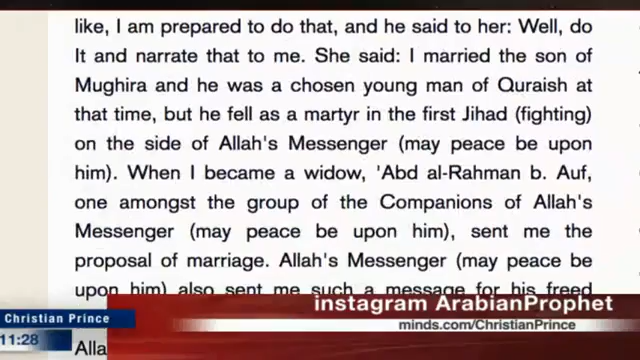 like, I am prepared to do that, and he said to her: Well, do
It and narrate that to me. She said: I married the son of
Mughira and he was a chosen young man of Quraish at
that time, but he fell as a martyr in the first Jihad (fighting)
on the side of Allah's Messenger (may peace be upon
him). When I became a widow, 'Abd al-Rahman b. Auf,
one amongst the group of the Companions of Allah's
Messenger (may peace be upon him), sent me the
proposal of marriage. Allah's Messenger (may peace be
upon him) also sent me such a message for his freed
instagram ArabianProphet
Christian Prince
minds.com/ChristianPrince
11:28
Alla